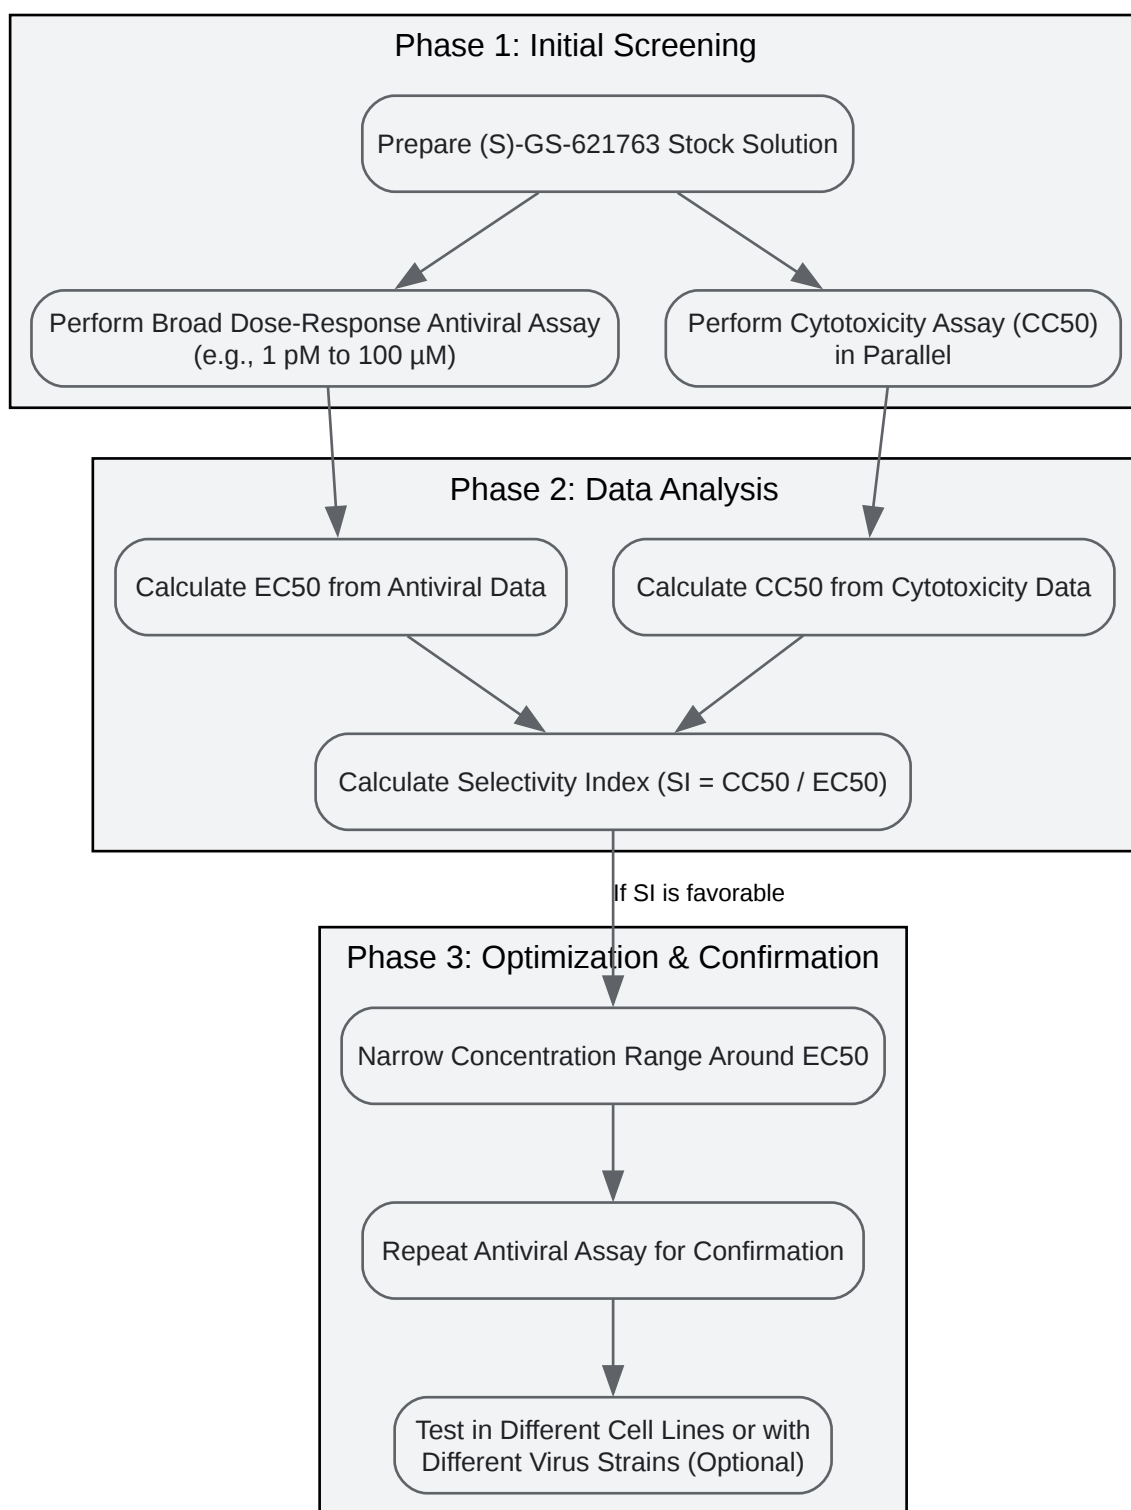 Phase 1: Initial Screening
Prepare (S)-GS-621763 Stock Solution
Perform Broad Dose-Response Antiviral Assay
(e.g., 1 pM to 100 µM)
Perform Cytotoxicity Assay (CC50)
in Parallel
Phase 2: Data Analysis
Calculate EC50 from Antiviral Data
Calculate CC50 from Cytotoxicity Data
Calculate Selectivity Index (SI = CC50 / EC50)
If SI is favorable
Phase 3: Optimization & Confirmation
Narrow Concentration Range Around EC50
Repeat Antiviral Assay for Confirmation
Test in Different Cell Lines or with
Different Virus Strains (Optional)